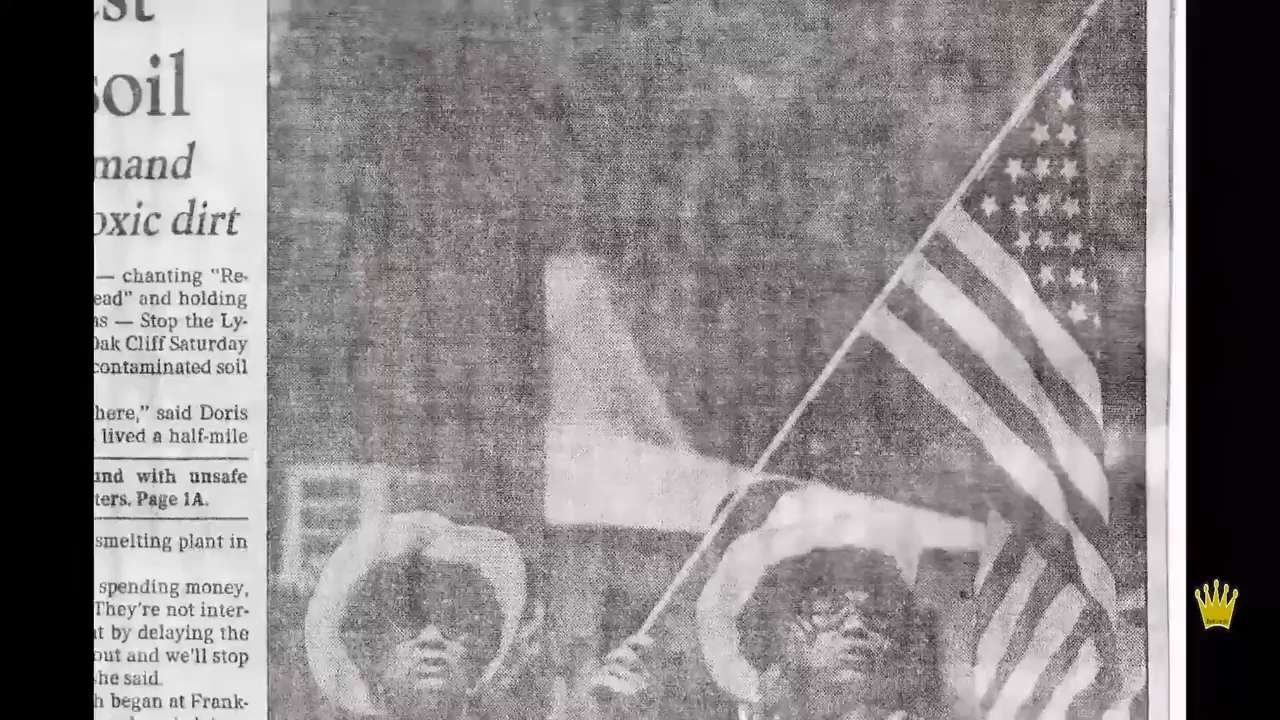 est
soil
mand
oxic dirt
— chanting "Re-
ead" and holding
ns — Stop the Ly-
Oak Cliff Saturday
contaminated soil
here," said Doris
lived a half-mile
und with unsafe
ters. Page 1A.
smelting plant in
spending money,
They're not inter-
t by delaying the
out and we'll stop
he said.
h began at Frank-